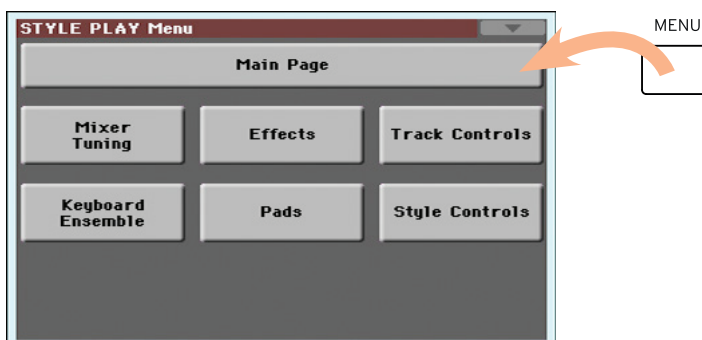 STYLE PLAY Menu
MENU
Main Page
Mixer
Tuning
Effects
Track Controls
Keyboard
Ensemble
Pads
Style Controls